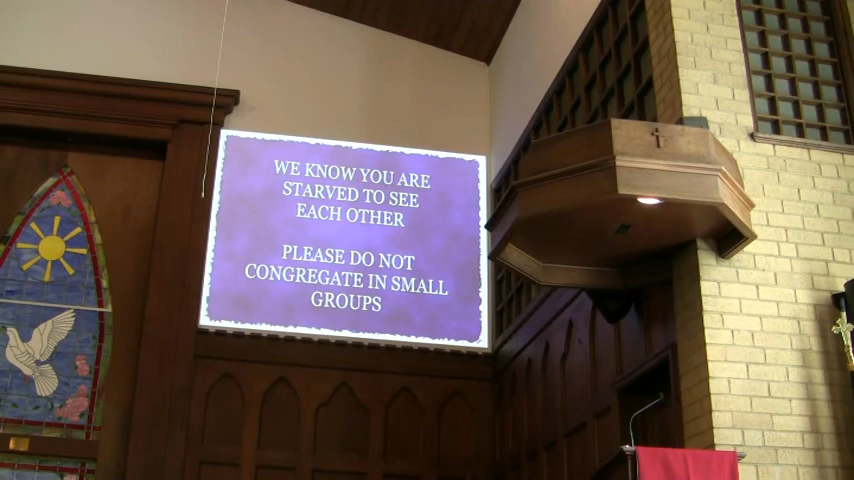 WE KNOW YOU ARE
STARVED TO SEE
EACH OTHER
PLEASE DO NOT
CONGREGATE IN SMALL
GROUPS